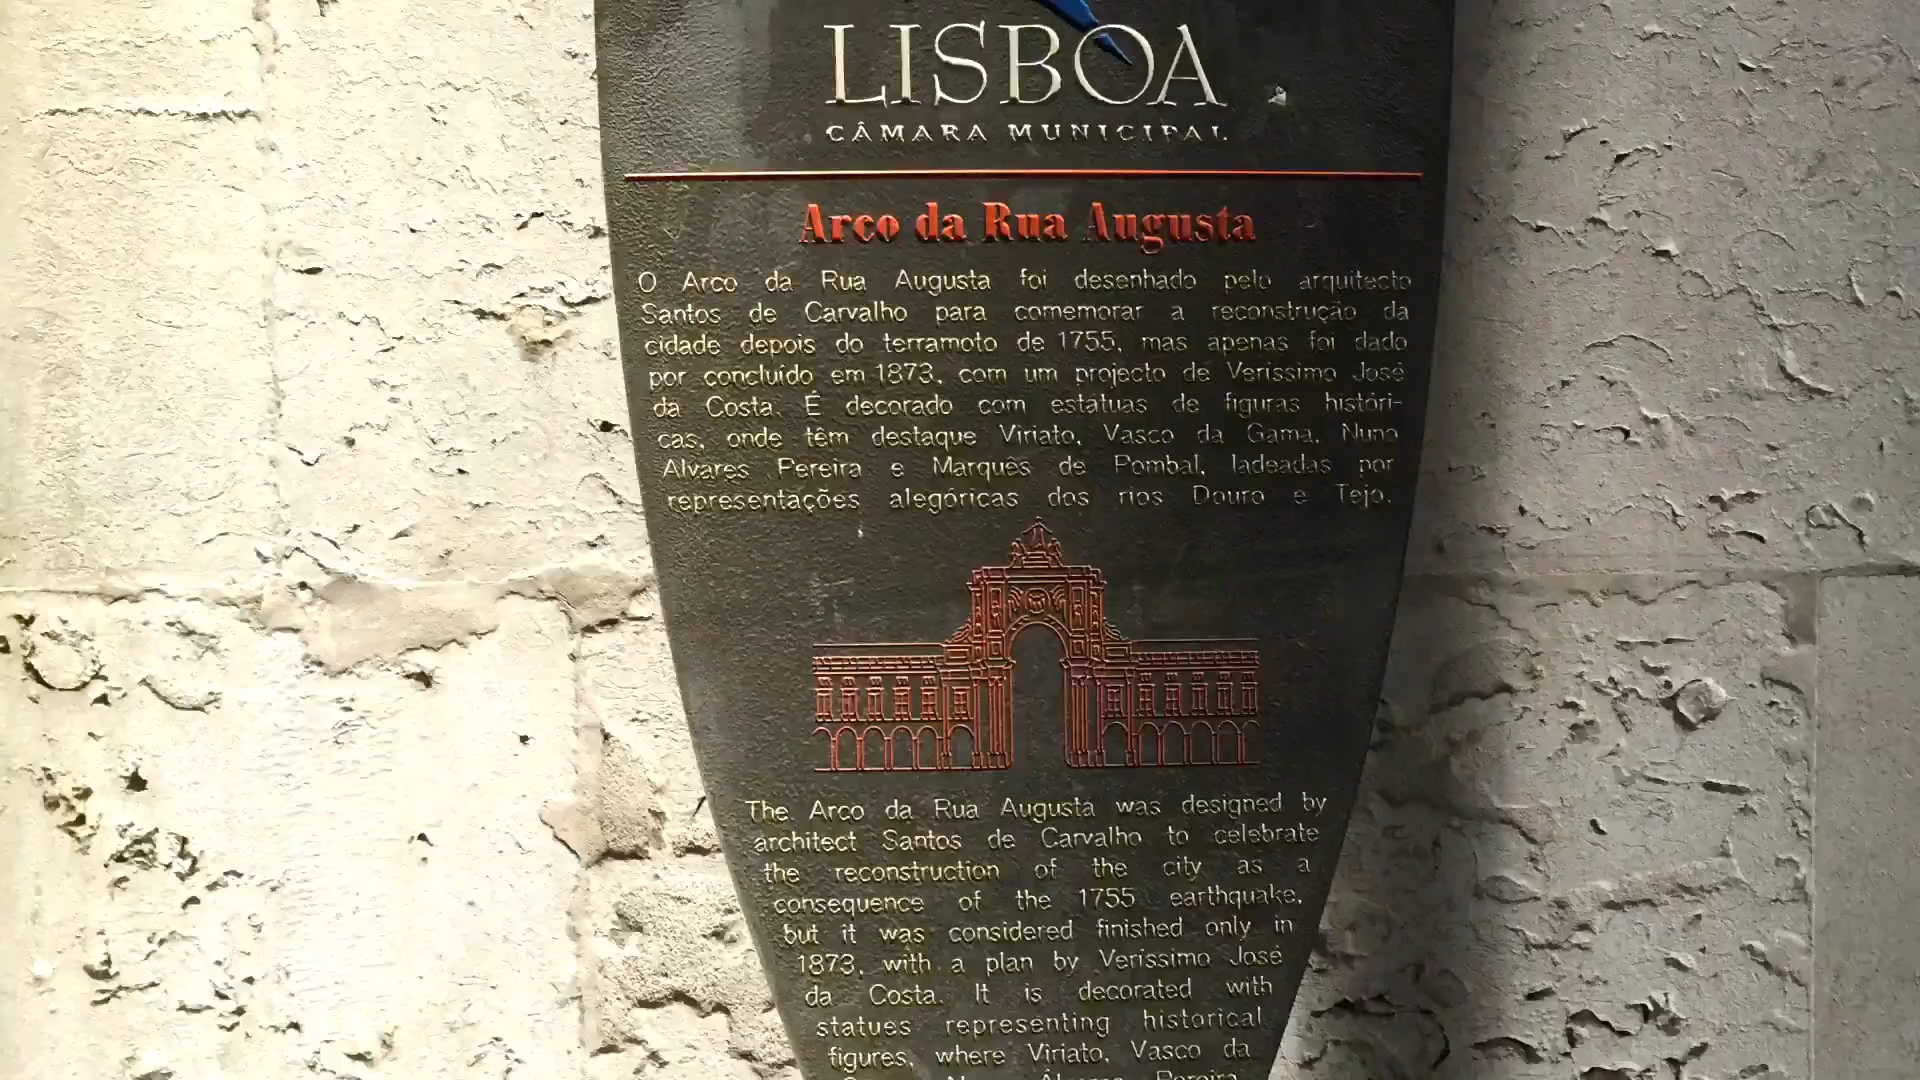 LISBOA
CÂMARA MUNICIPAL
Arco da Rua Augusta
O Arco da Rua Augusta foi desenhado pelo arquitecto
Santos de Carvalho para comemorar a reconstrução da
cidade depois do terramoto de 1755, mas apenas foi dado
por concluído em 1873, com um projecto de Veríssimo José
da Costa. É decorado com estátuas de figuras históri-
cas, onde têm destaque Viriato, Vasco da Gama, Nuno
Álvares Pereira e Marquês de Pombal, ladeadas por
representações alegóricas dos rios Douro e Tejo.
The Arco da Rua Augusta was designed by
architect Santos de Carvalho to celebrate
the reconstruction of the city as a
consequence of the 1755 earthquake,
but it was considered finished only in
1873, with a plan by Veríssimo José
da Costa. It is decorated with
statues representing historical
figures, where Viriato, Vasco da
Álvares Pereira